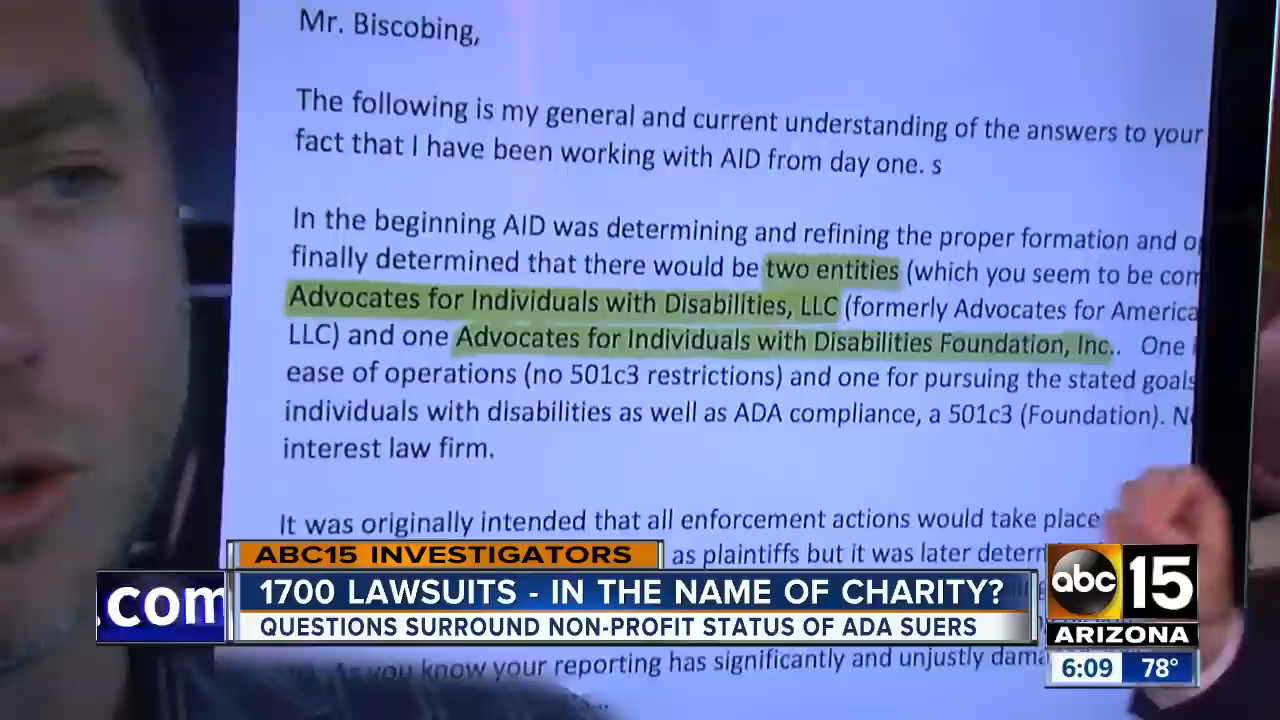 Mr. Biscobing,
The following is my general and current understanding of the answers to your
fact that I have been working with AID from day one. s
In the beginning AID was determining and refining the proper formation and
finally determined that there would be two entities (which you seem to be
Advocates for Individuals with Disabilities, LLC (formerly Advocates for
LLC) and one Advocates for Individuals with Disabilities Foundation, Inc.. One
ease of operations (no 501c3 restrictions) and one for pursuing the stated goals
individuals with disabilities as well as ADA compliance, a 501c3 (Foundation).
interest law firm.
It was originally intended that all enforcement actions would take place
as plaintiffs but it was later
you know your reporting has significantly and unjustly
ABC15 INVESTIGATORS
.com
1700 LAWSUITS - IN THE NAME OF CHARITY?
QUESTIONS SURROUND NON-PROFIT STATUS OF ADA SUERS
abc 15
ARIZONA
6:09 78°